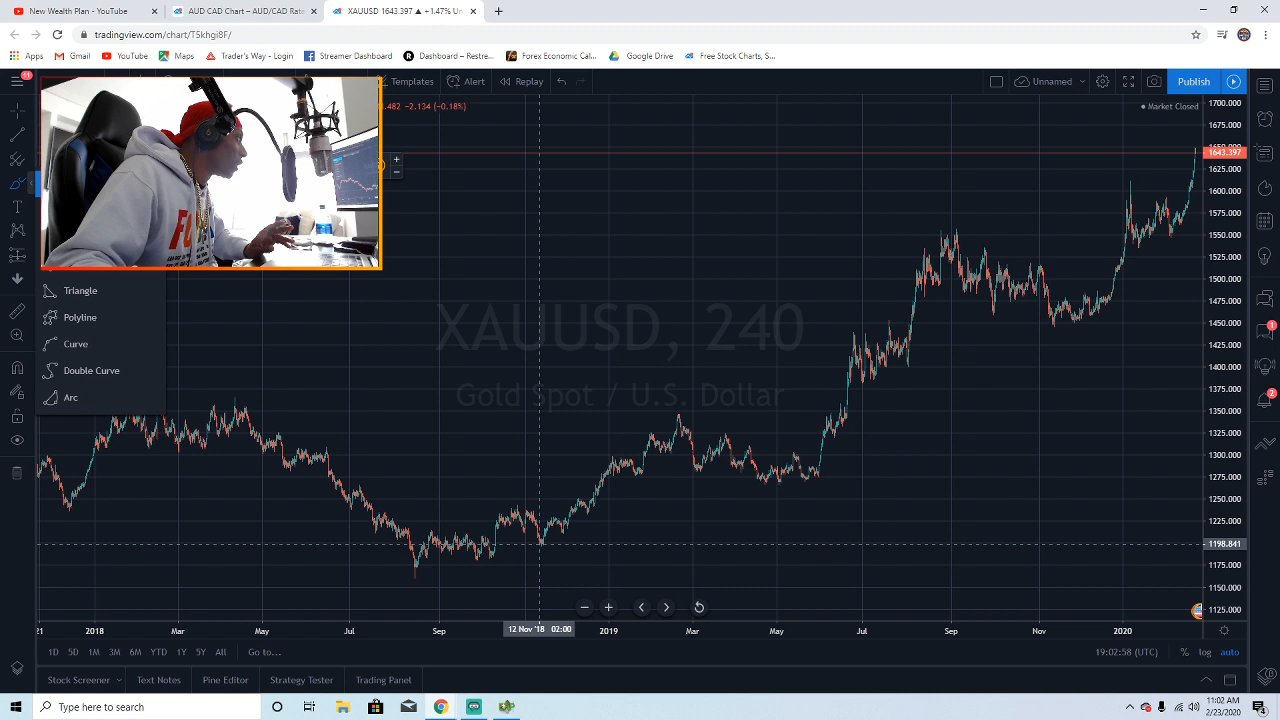 New Wealth Plan - YouTube
AUD CAD Chart – AUD/CAD Rate
XAUUSD 1643.397 ▲ +1.47% Un
tradingview.com/chart/T5khgi8F/
Apps
Gmail
YouTube
Maps
Trader's Way - Login
Streamer Dashboard
Dashboard – Restre...
Forex Economic Cal...
Google Drive
Free Stock Charts, S...
11
Templates
Alert
Replay
Unnamed
Publish
.482 −2.134 (−0.18%)
Market Closed
XAUUSD, 240
Gold Spot / U.S. Dollar
Triangle
Polyline
Curve
Double Curve
Arc
1700.000
1675.000
1643.397
1625.000
1600.000
1575.000
1550.000
1525.000
1500.000
1475.000
1450.000
1425.000
1400.000
1375.000
1350.000
1325.000
1300.000
1275.000
1250.000
1225.000
1198.841
1175.000
1150.000
1125.000
1
2
21
2018
Mar
May
Jul
Sep
12 Nov '18 02:00
2019
Mar
May
Jul
Sep
Nov
2020
1D
5D
1M
3M
6M
YTD
1Y
5Y
All
Go to...
19:02:58 (UTC)
%
log
auto
Stock Screener
Text Notes
Pine Editor
Strategy Tester
Trading Panel
Type here to search
11:02 AM
2/23/2020
4